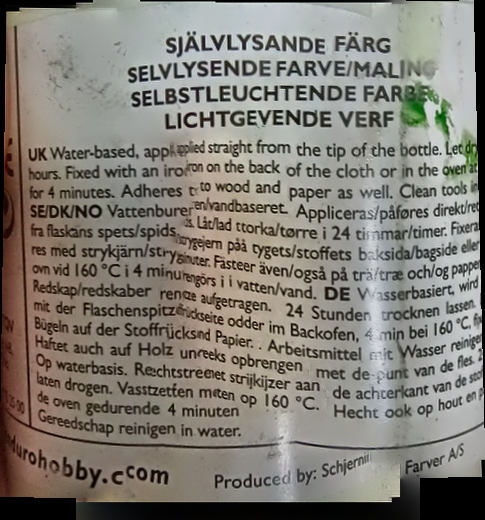 SJÄLVLYSANDE FÄRG
SELVLYSENDE FARVE/MALING
SELBSTLEUCHTENDE FARBE
LICHTGEVENDE VERF
UK Water-based, applied straight from the tip of the bottle. Let dry
hours. Fixed with an iron on the back of the cloth or in the oven at
for 4 minutes. Adheres to wood and paper as well. Clean tools in
SE/DK/NO Vattenburen/vandbaseret. Appliceras/påføres direkt/
fra flaskans spets/spids. Låt/lad torka/tørre i 24 timmar/timer. Fixera
res med strykjärn/strygejern på tygets/stoffets baksida/bagside eller
ovn vid 160 °C i 4 minuter. Fäster även/også på trä/træ och/og papper
Redskap/redskaber rengörs i vatten/vand. DE Wasserbasiert, wird
mit der Flaschenspitze aufgetragen. 24 Stunden trocknen lassen.
Bügeln auf der Stoffrückseite oder im Backofen, 4 min bei 160 °C,
Haftet auch auf Holz und Papier. Arbeitsmittel mit Wasser reinigen
Op waterbasis. Rechtstreeks opbrengen met de punt van de fles.
laten drogen. Vastzetten met een strijkijzer aan de achterkant van de
de oven gedurende 4 minuten op 160 °C. Hecht ook op hout en
Gereedschap reinigen in water.
durohobby.com
Produced by: Farver A/S